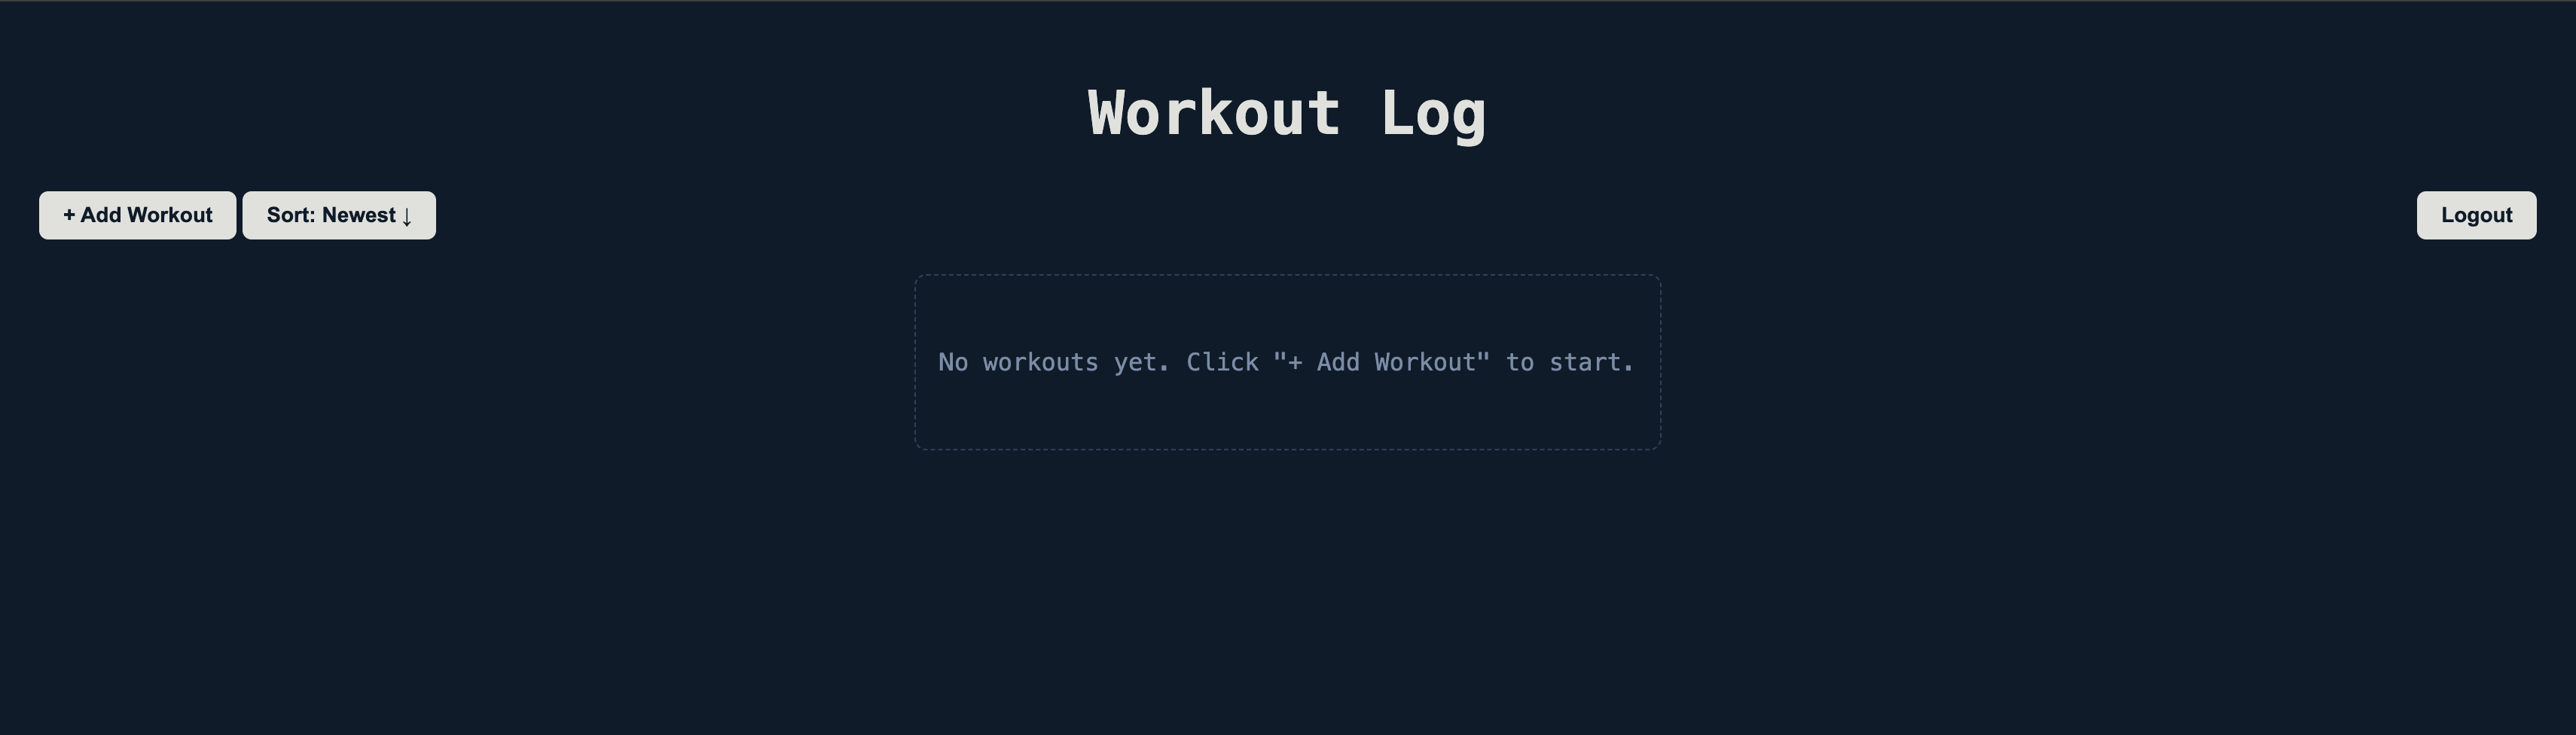 Workout Log
+ Add Workout
Sort: Newest ↓
Logout
No workouts yet. Click "+ Add Workout" to start.